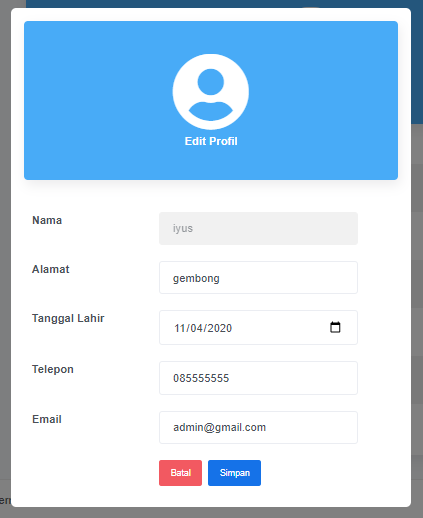 Edit Profil
Nama
iyus
Alamat
gembong
Tanggal Lahir
11/04/2020
Telepon
085555555
Email
admin@gmail.com
Batal Simpan